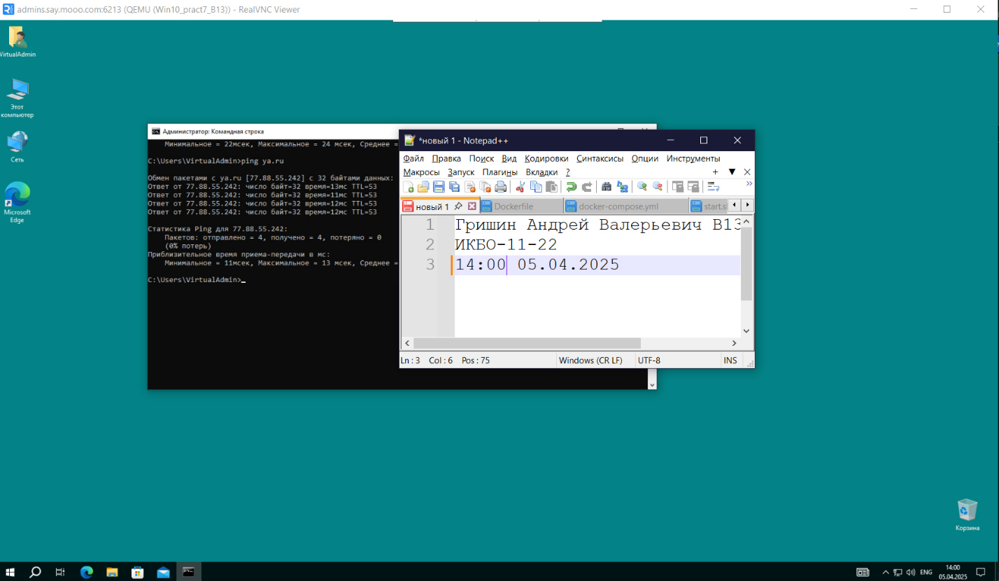 admins.say.mooo.com:6213 (QEMU (Win10_pract7_B13)) - RealVNC Viewer
VirtualAdmin
Этот
компьютер
Сеть
Microsoft
Edge
Администратор: Командная строка
Минимальное = 22мсек, Максимальное = 24 мсек, Среднее =
C:\Users\VirtualAdmin>ping ya.ru
Обмен пакетами с ya.ru [77.88.55.242] с 32 байтами данных:
Ответ от 77.88.55.242: число байт=32 время=13мс TTL=53
Ответ от 77.88.55.242: число байт=32 время=11мс TTL=53
Ответ от 77.88.55.242: число байт=32 время=12мс TTL=53
Ответ от 77.88.55.242: число байт=32 время=12мс TTL=53
Статистика Ping для 77.88.55.242:
Пакетов: отправлено = 4, получено = 4, потеряно = 0
(0% потерь)
Приблизительное время приема-передачи в мс:
Минимальное = 11мсек, Максимальное = 13 мсек, Среднее =
C:\Users\VirtualAdmin>_
*новый 1 - Notepad++
Файл Правка Поиск Вид Кодировки Синтаксисы Опции Инструменты
Макросы Запуск Плагины Вкладки ?
новый 1 Dockerfile docker-compose.yml start.s
1 Гришин Андрей Валерьевич В13
2 ИКБО-11-22
3 14:00 05.04.2025
Ln : 3 Col : 6 Pos : 75 Windows (CR LF) UTF-8 INS
Корзина
ENG
14:00
05.04.2025